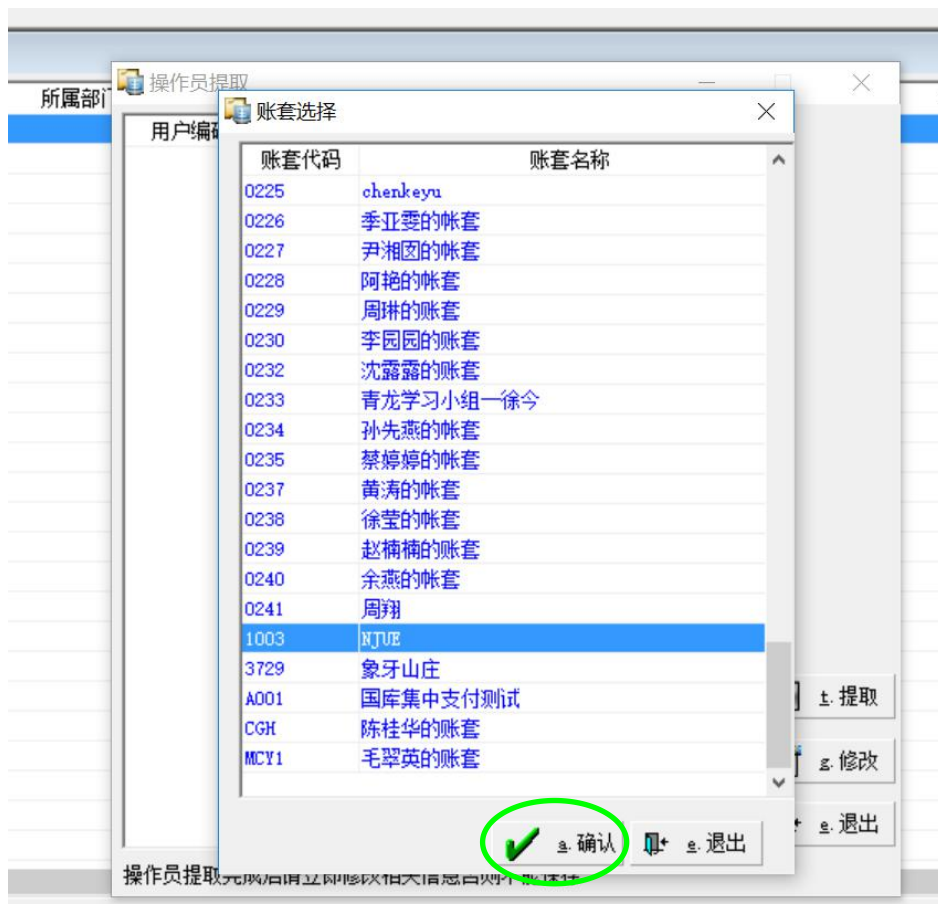 操作员提取
所属部门
账套选择
用户编码
账套代码 账套名称
0225 chenkeyu
0226 季亚雯的帐套
0227 尹湘囡的帐套
0228 阿艳的帐套
0229 周琳的账套
0230 李园园的账套
0232 沈露露的账套
0233 青龙学习小组一徐今
0234 孙先燕的帐套
0235 蔡婷婷的帐套
0237 黄涛的帐套
0238 徐莹的帐套
0239 赵楠楠的账套
0240 余燕的帐套
0241 周翔
1003 NJUE
3729 象牙山庄
A001 国库集中支付测试
CGH 陈桂华的账套
MCY1 毛翠英的账套
t.提取
g.修改
e.退出
a.确认 e.退出
操作员提取完成后请立即修改相关信息否则不能保存